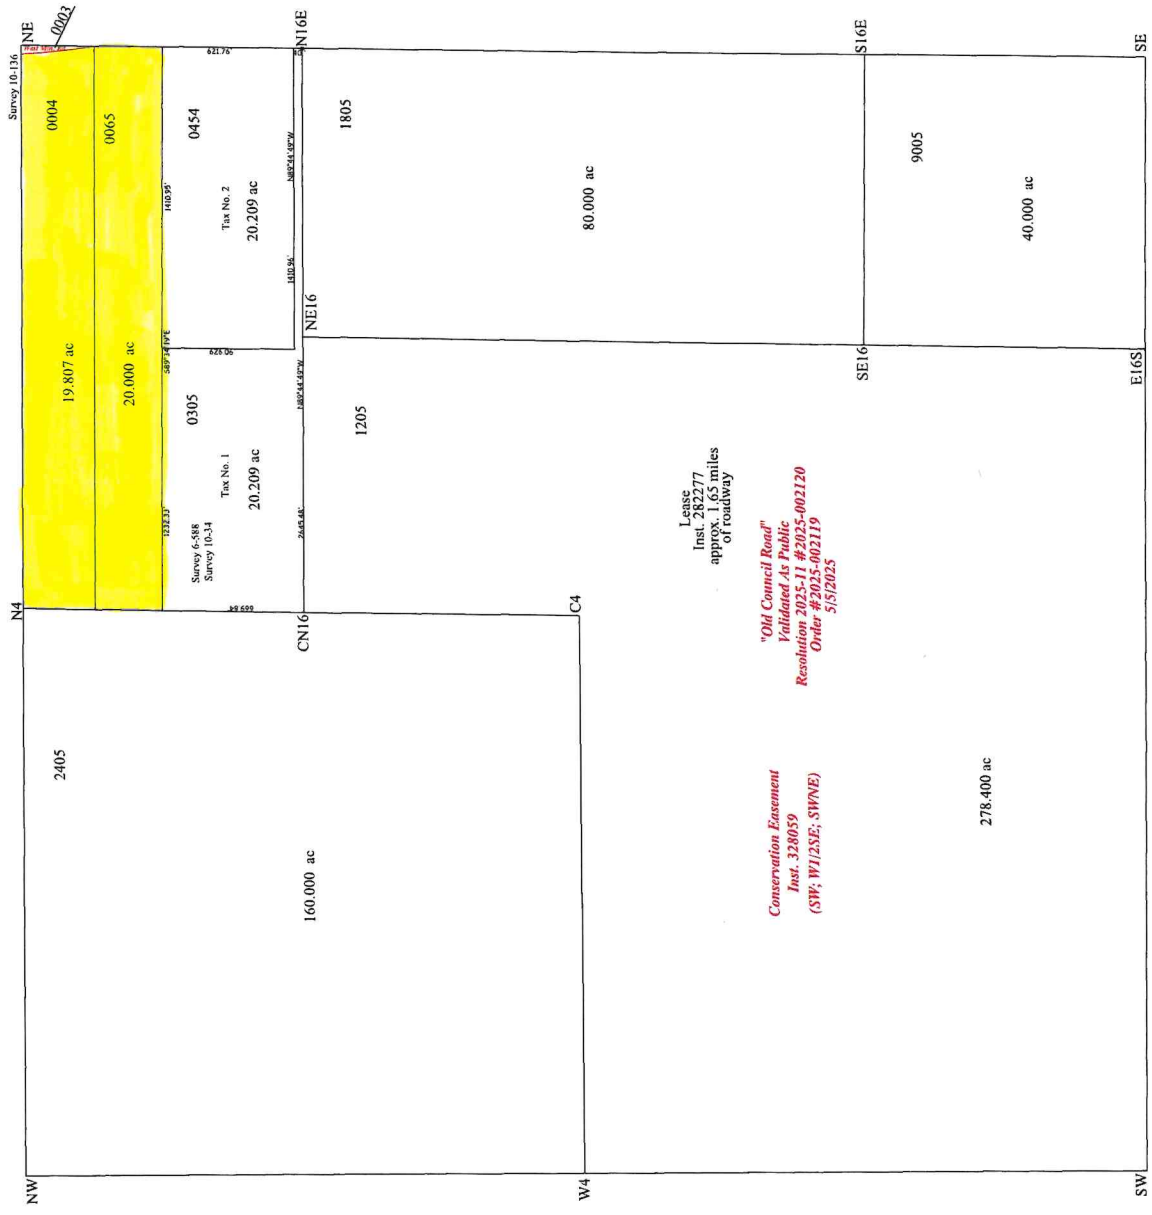 Survey 10-136
NE
0003
0004
19.807 ac
0065
20.000 ac
N4
621.76'
N16E
0454
Tax No. 2
20.209 ac
1410.95'
N89°44'49"W
1410.96'
S89°34'19"E
626.06'
NE16
0305
Tax No. 1
20.209 ac
Survey 6-588
Survey 10-34
1232.33'
N89°44'49"W
2645.48'
CN16
C4
2405
160.000 ac
NW
W4
1805
80.000 ac
S16E
SE16
9005
40.000 ac
SE
E16S
1205
Lease
Inst. 282277
approx. 1.65 miles
of roadway
"Old Council Road"
Validated As Public
Resolution 2025-11 #2025-002120
Order #2025-002119
5/5/2025
Conservation Easement
Inst. 328059
(SW; W1/2SE; SWNE)
278.400 ac
SW